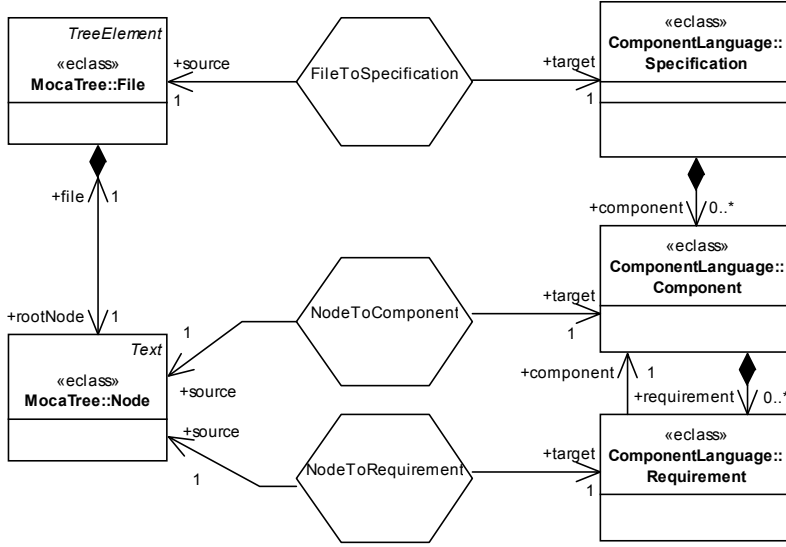 TreeElement
«eclass»
MocaTree::File
+source
1
FileToSpecification
+target
1
«eclass»
ComponentLanguage::
Specification
+file
1
+component
0..*
+rootNode
1
Text
«eclass»
MocaTree::Node
1
+source
NodeToComponent
+target
1
«eclass»
ComponentLanguage::
Component
+component
1
+requirement
0..*
+source
1
NodeToRequirement
+target
1
«eclass»
ComponentLanguage::
Requirement